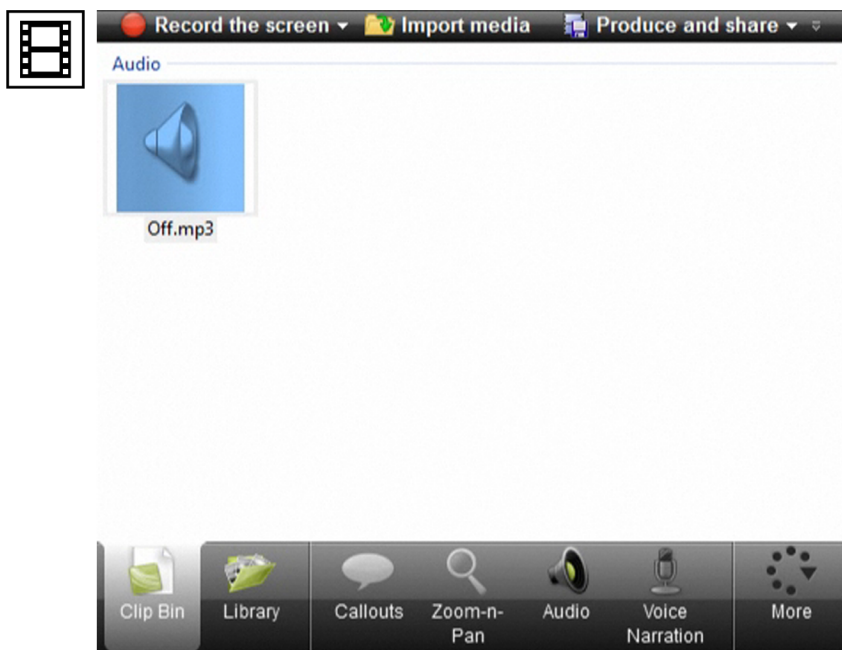 Record the screen Import media Produce and share
Audio
Off.mp3
Clip Bin Library Callouts Zoom-n-Pan Audio Voice Narration More